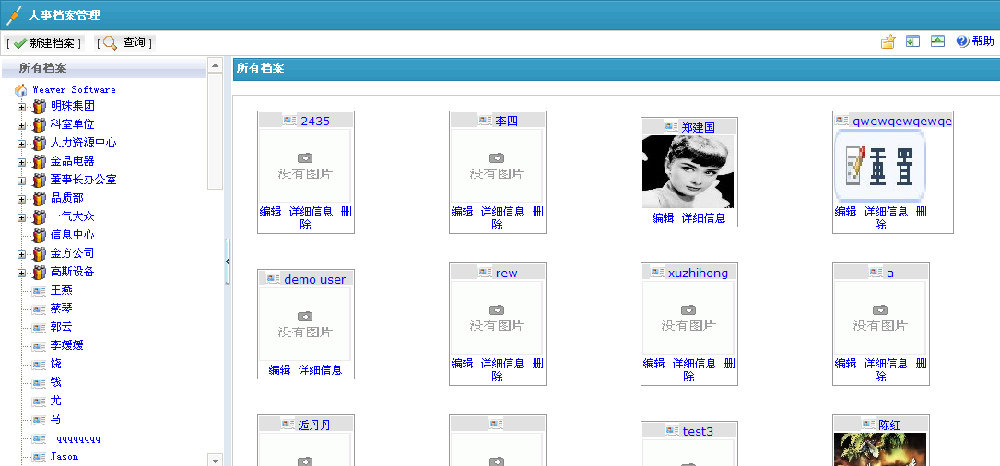 人事档案管理
[ 新建档案 ] [ 查询 ] 帮助
所有档案
Weaver Software
明珠集团
科室单位
人力资源中心
金品电器
董事长办公室
品质部
一气大众
信息中心
金方公司
高斯设备
王燕
蔡琴
郭云
李媛媛
饶
钱
尤
马
qqqqqqqq
Jason
所有档案
2435
没有图片
编辑 详细信息 删
除
李四
没有图片
编辑 详细信息 删
除
郑建国
编辑 详细信息
qwewqewqewqe
重置
编辑 详细信息 删
除
demo user
没有图片
编辑 详细信息
rew
没有图片
编辑 详细信息 删
除
xuzhihong
没有图片
编辑 详细信息 删
除
a
没有图片
编辑 详细信息 删
除
丹丹
test3
陈红